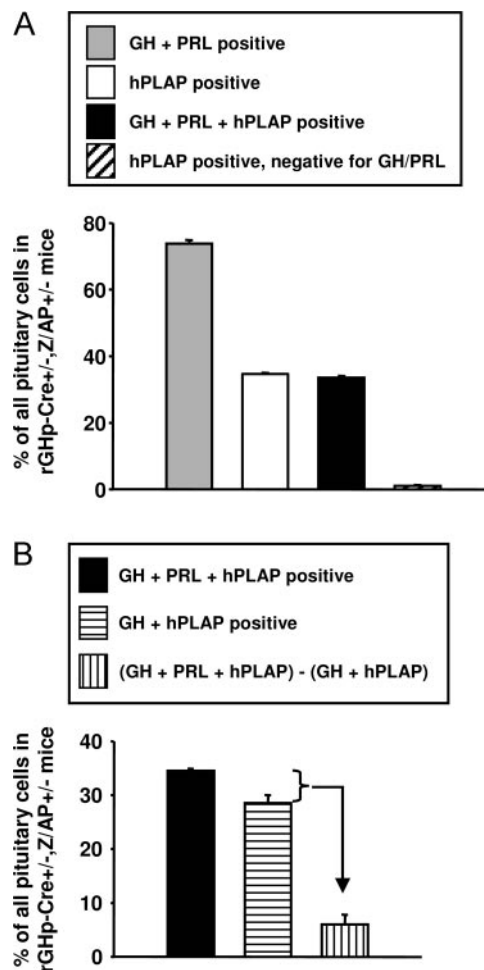 A
GH + PRL positive
hPLAP positive
GH + PRL + hPLAP positive
hPLAP positive, negative for GH/PRL
% of all pituitary cells in
rGHp-Cre+/-,Z/AP+/- mice
80
60
40
20
0
B
GH + PRL + hPLAP positive
GH + hPLAP positive
(GH + PRL + hPLAP) - (GH + hPLAP)
% of all pituitary cells in
rGHp-Cre+/-,Z/AP+/- mice
40
30
20
10
0